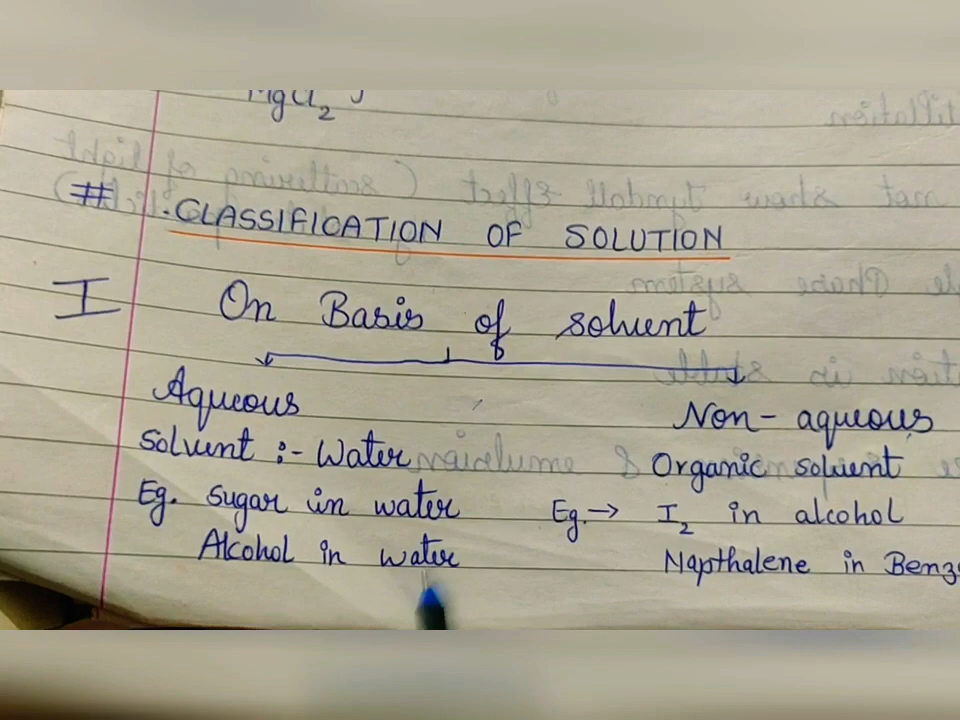 MgCl2
# CLASSIFICATION OF SOLUTION
I On Basis of solvent
Aqueous
Non- aqueous
Solvent :- Water
Organic solvent
Eg. Sugar in water
Eg. → I2 in alcohol
Alcohol in water
Napthalene in Benz